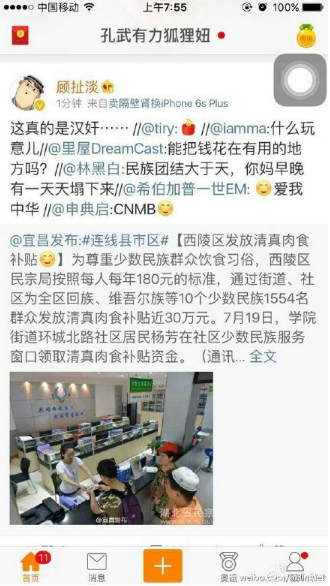 中国移动
上午7:55
100%
孔武有力狐狸妞
顾扯淡
1分钟 来自卖隔壁肾换iPhone 6s Plus
这真的是汉奸…… //@tiry: //@iamma:什么玩
意儿//@里屋DreamCast:能把钱花在有用的地
方吗? //@林黑白:民族团结大于天，你妈早晚
有一天天塌下来//@希伯加普一世EM: 爱我
中华 //@申典启:CNMB
@宜昌发布:#连线县市区#【西陵区发放清真肉食
补贴】为尊重少数民族群众饮食习俗，西陵区
民宗局按照每人每年180元的标准，通过街道、社
区为全区回族、维吾尔族等10个少数民族1554名
群众发放清真肉食补贴近30万元。7月19日，学院
街道环城北路社区居民杨芳在社区少数民族服务
窗口领取清真肉食补贴资金。（通讯... 全文
@宜昌发布
湖北省民宗
11
首页
消息
奥运
我